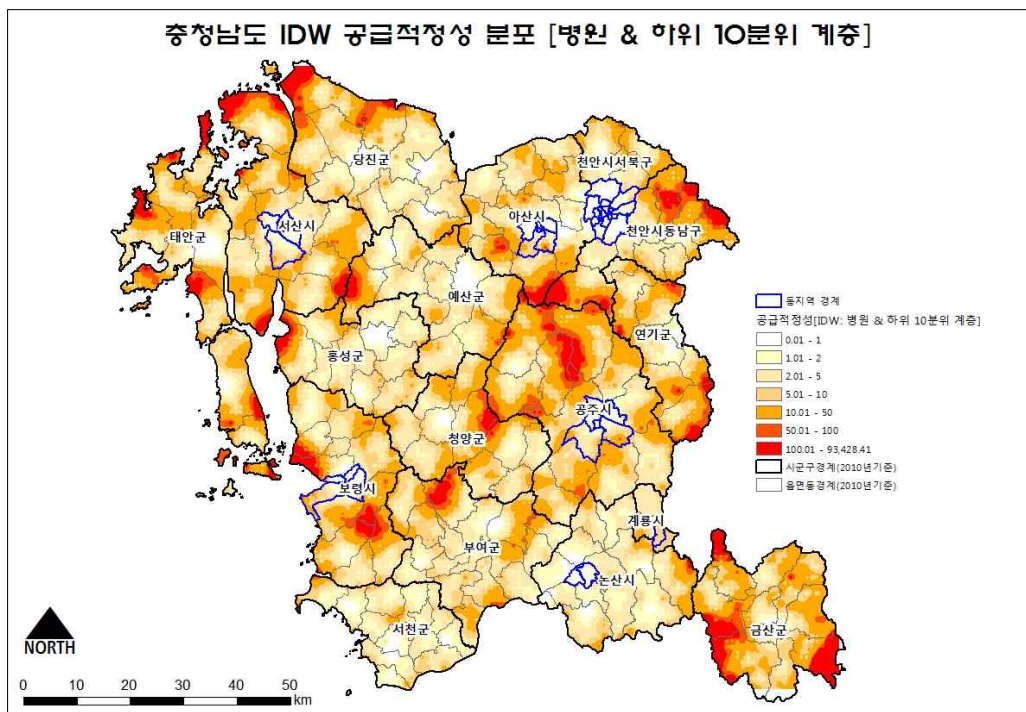 충청남도 IDW 공급적정성 분포 [병원 & 하위 10분위 계층]
천안시서북구
당진군
아산시
서산시
천안시동남구
태안군
예산군
연기군
홍성군
공주시
청양군
보령시
계룡시
부여군
논산시
서천군
금산군
동지역 경계
공급적정성[IDW: 병원 & 하위 10분위 계층]
0.01 - 1
1.01 - 2
2.01 - 5
5.01 - 10
10.01 - 50
50.01 - 100
100.01 - 93,428.41
시군구경계(2010년기준)
읍면동경계(2010년기준)
NORTH
0 10 20 30 40 50
km